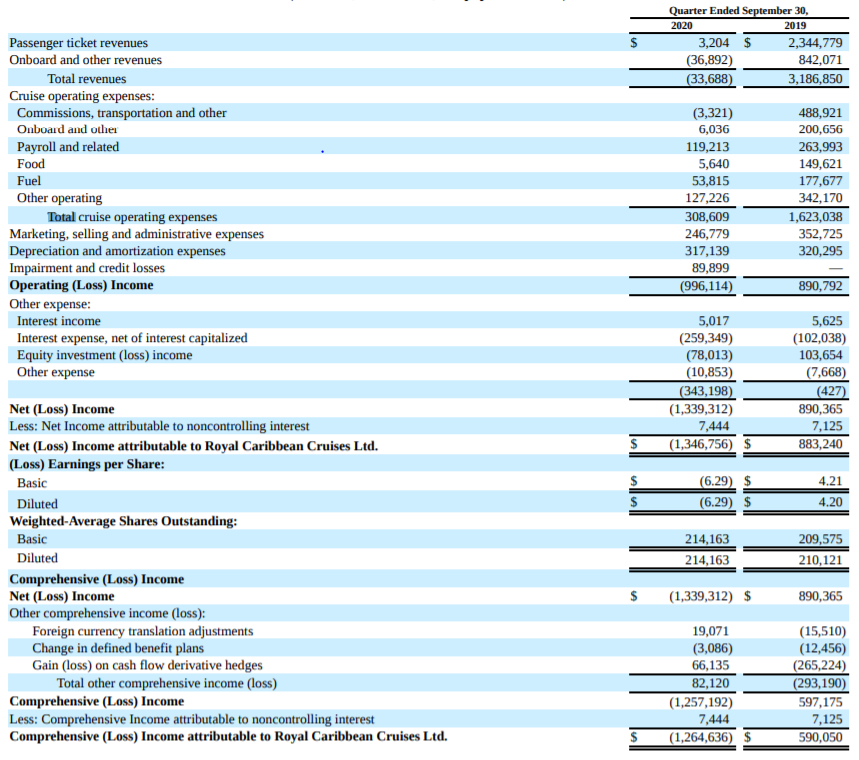 Quarter Ended September 30,
2020 2019
Passenger ticket revenues $ 3,204 $ 2,344,779
Onboard and other revenues (36,892) 842,071
Total revenues (33,688) 3,186,850
Cruise operating expenses:
Commissions, transportation and other (3,321) 488,921
Onboard and other 6,036 200,656
Payroll and related 119,213 263,993
Food 5,640 149,621
Fuel 53,815 177,677
Other operating 127,226 342,170
Total cruise operating expenses 308,609 1,623,038
Marketing, selling and administrative expenses 246,779 352,725
Depreciation and amortization expenses 317,139 320,295
Impairment and credit losses 89,899 —
Operating (Loss) Income (996,114) 890,792
Other expense:
Interest income 5,017 5,625
Interest expense, net of interest capitalized (259,349) (102,038)
Equity investment (loss) income (78,013) 103,654
Other expense (10,853) (7,668)
(343,198) (427)
Net (Loss) Income (1,339,312) 890,365
Less: Net Income attributable to noncontrolling interest 7,444 7,125
Net (Loss) Income attributable to Royal Caribbean Cruises Ltd. $ (1,346,756) $ 883,240
(Loss) Earnings per Share:
Basic $ (6.29) $ 4.21
Diluted $ (6.29) $ 4.20
Weighted-Average Shares Outstanding:
Basic 214,163 209,575
Diluted 214,163 210,121
Comprehensive (Loss) Income
Net (Loss) Income $ (1,339,312) $ 890,365
Other comprehensive income (loss):
Foreign currency translation adjustments 19,071 (15,510)
Change in defined benefit plans (3,086) (12,456)
Gain (loss) on cash flow derivative hedges 66,135 (265,224)
Total other comprehensive income (loss) 82,120 (293,190)
Comprehensive (Loss) Income (1,257,192) 597,175
Less: Comprehensive Income attributable to noncontrolling interest 7,444 7,125
Comprehensive (Loss) Income attributable to Royal Caribbean Cruises Ltd. $ (1,264,636) $ 590,050